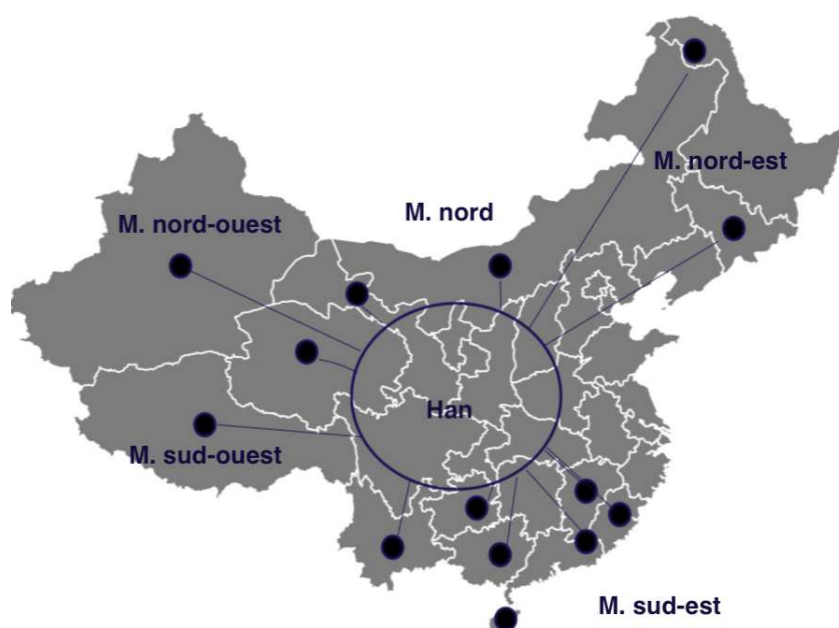 M. nord-est
M. nord
M. nord-ouest
Han
M. sud-ouest
M. sud-est